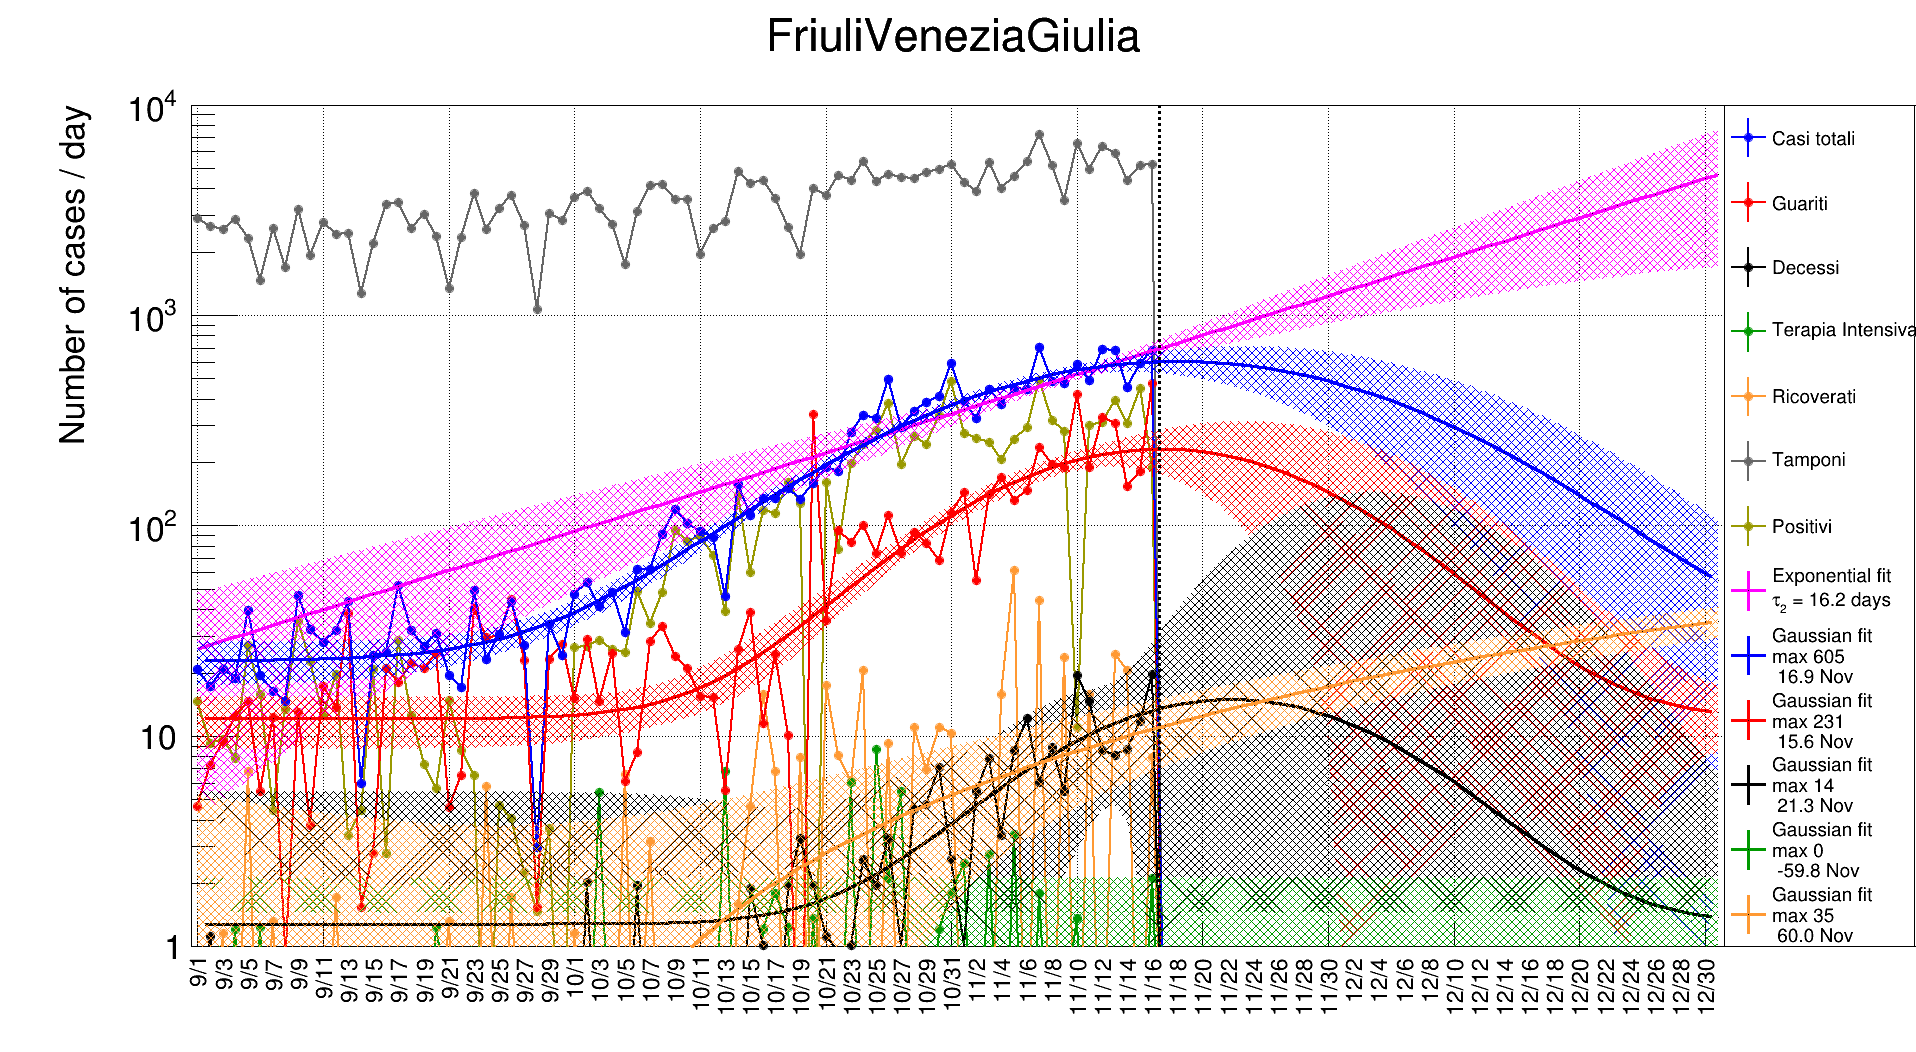 FriuliVeneziaGiulia
Number of cases / day
10^4
10^3
10^2
10
1
9/1 9/3 9/5 9/7 9/9 9/11 9/13 9/15 9/17 9/19 9/21 9/23 9/25 9/27 9/29 10/1 10/3 10/5 10/7 10/9 10/11 10/13 10/15 10/17 10/19 10/21 10/23 10/25 10/27 10/29 10/31 11/2 11/4 11/6 11/8 11/10 11/12 11/14 11/16 11/18 11/20 11/22 11/24 11/26 11/28 11/30 12/2 12/4 12/6 12/8 12/10 12/12 12/14 12/16 12/18 12/20 12/22 12/24 12/26 12/28 12/30
Casi totali
Guariti
Decessi
Terapia Intensiva
Ricoverati
Tamponi
Positivi
Exponential fit
τ₂ = 16.2 days
Gaussian fit
max 605
16.9 Nov
Gaussian fit
max 231
15.6 Nov
Gaussian fit
max 14
21.3 Nov
Gaussian fit
max 0
-59.8 Nov
Gaussian fit
max 35
60.0 Nov